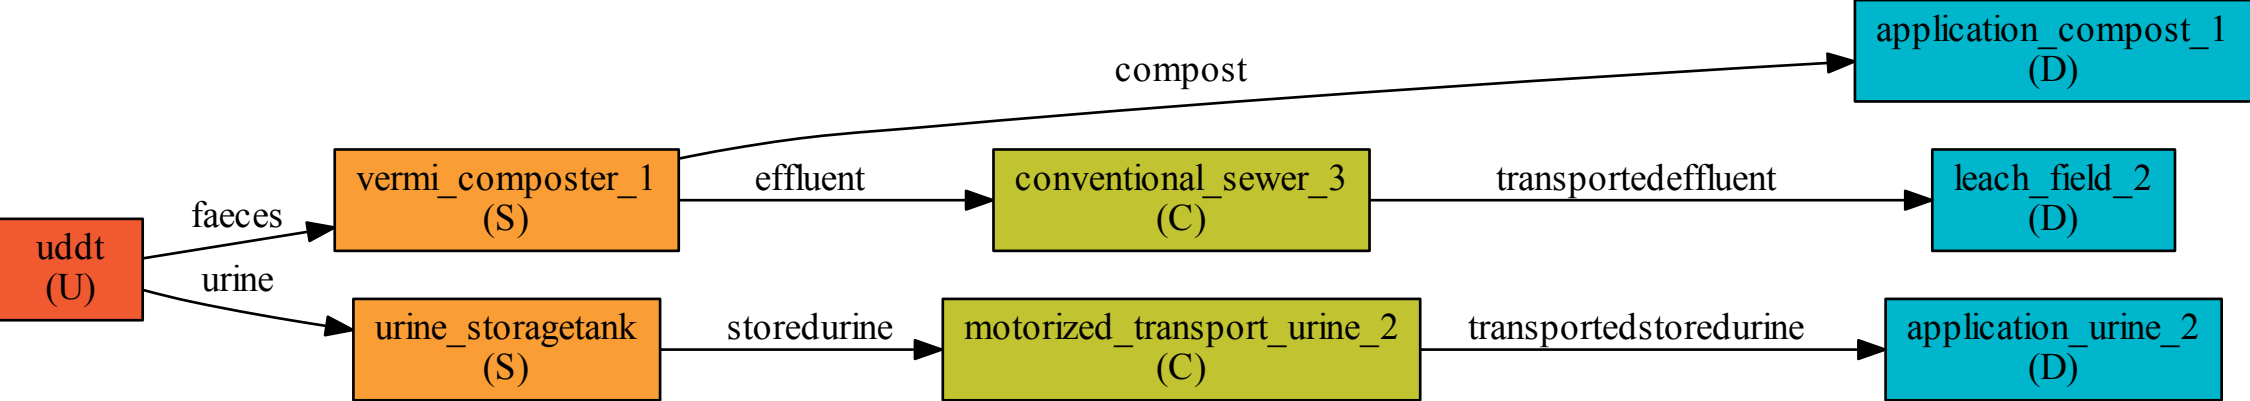 application_compost_1
(D)
compost
vermi_composter_1
(S)
effluent
conventional_sewer_3
(C)
transportedeffluent
leach_field_2
(D)
faeces
uddt
(U)
urine
urine_storagetank
(S)
storedurine
motorized_transport_urine_2
(C)
transportedstoredurine
application_urine_2
(D)